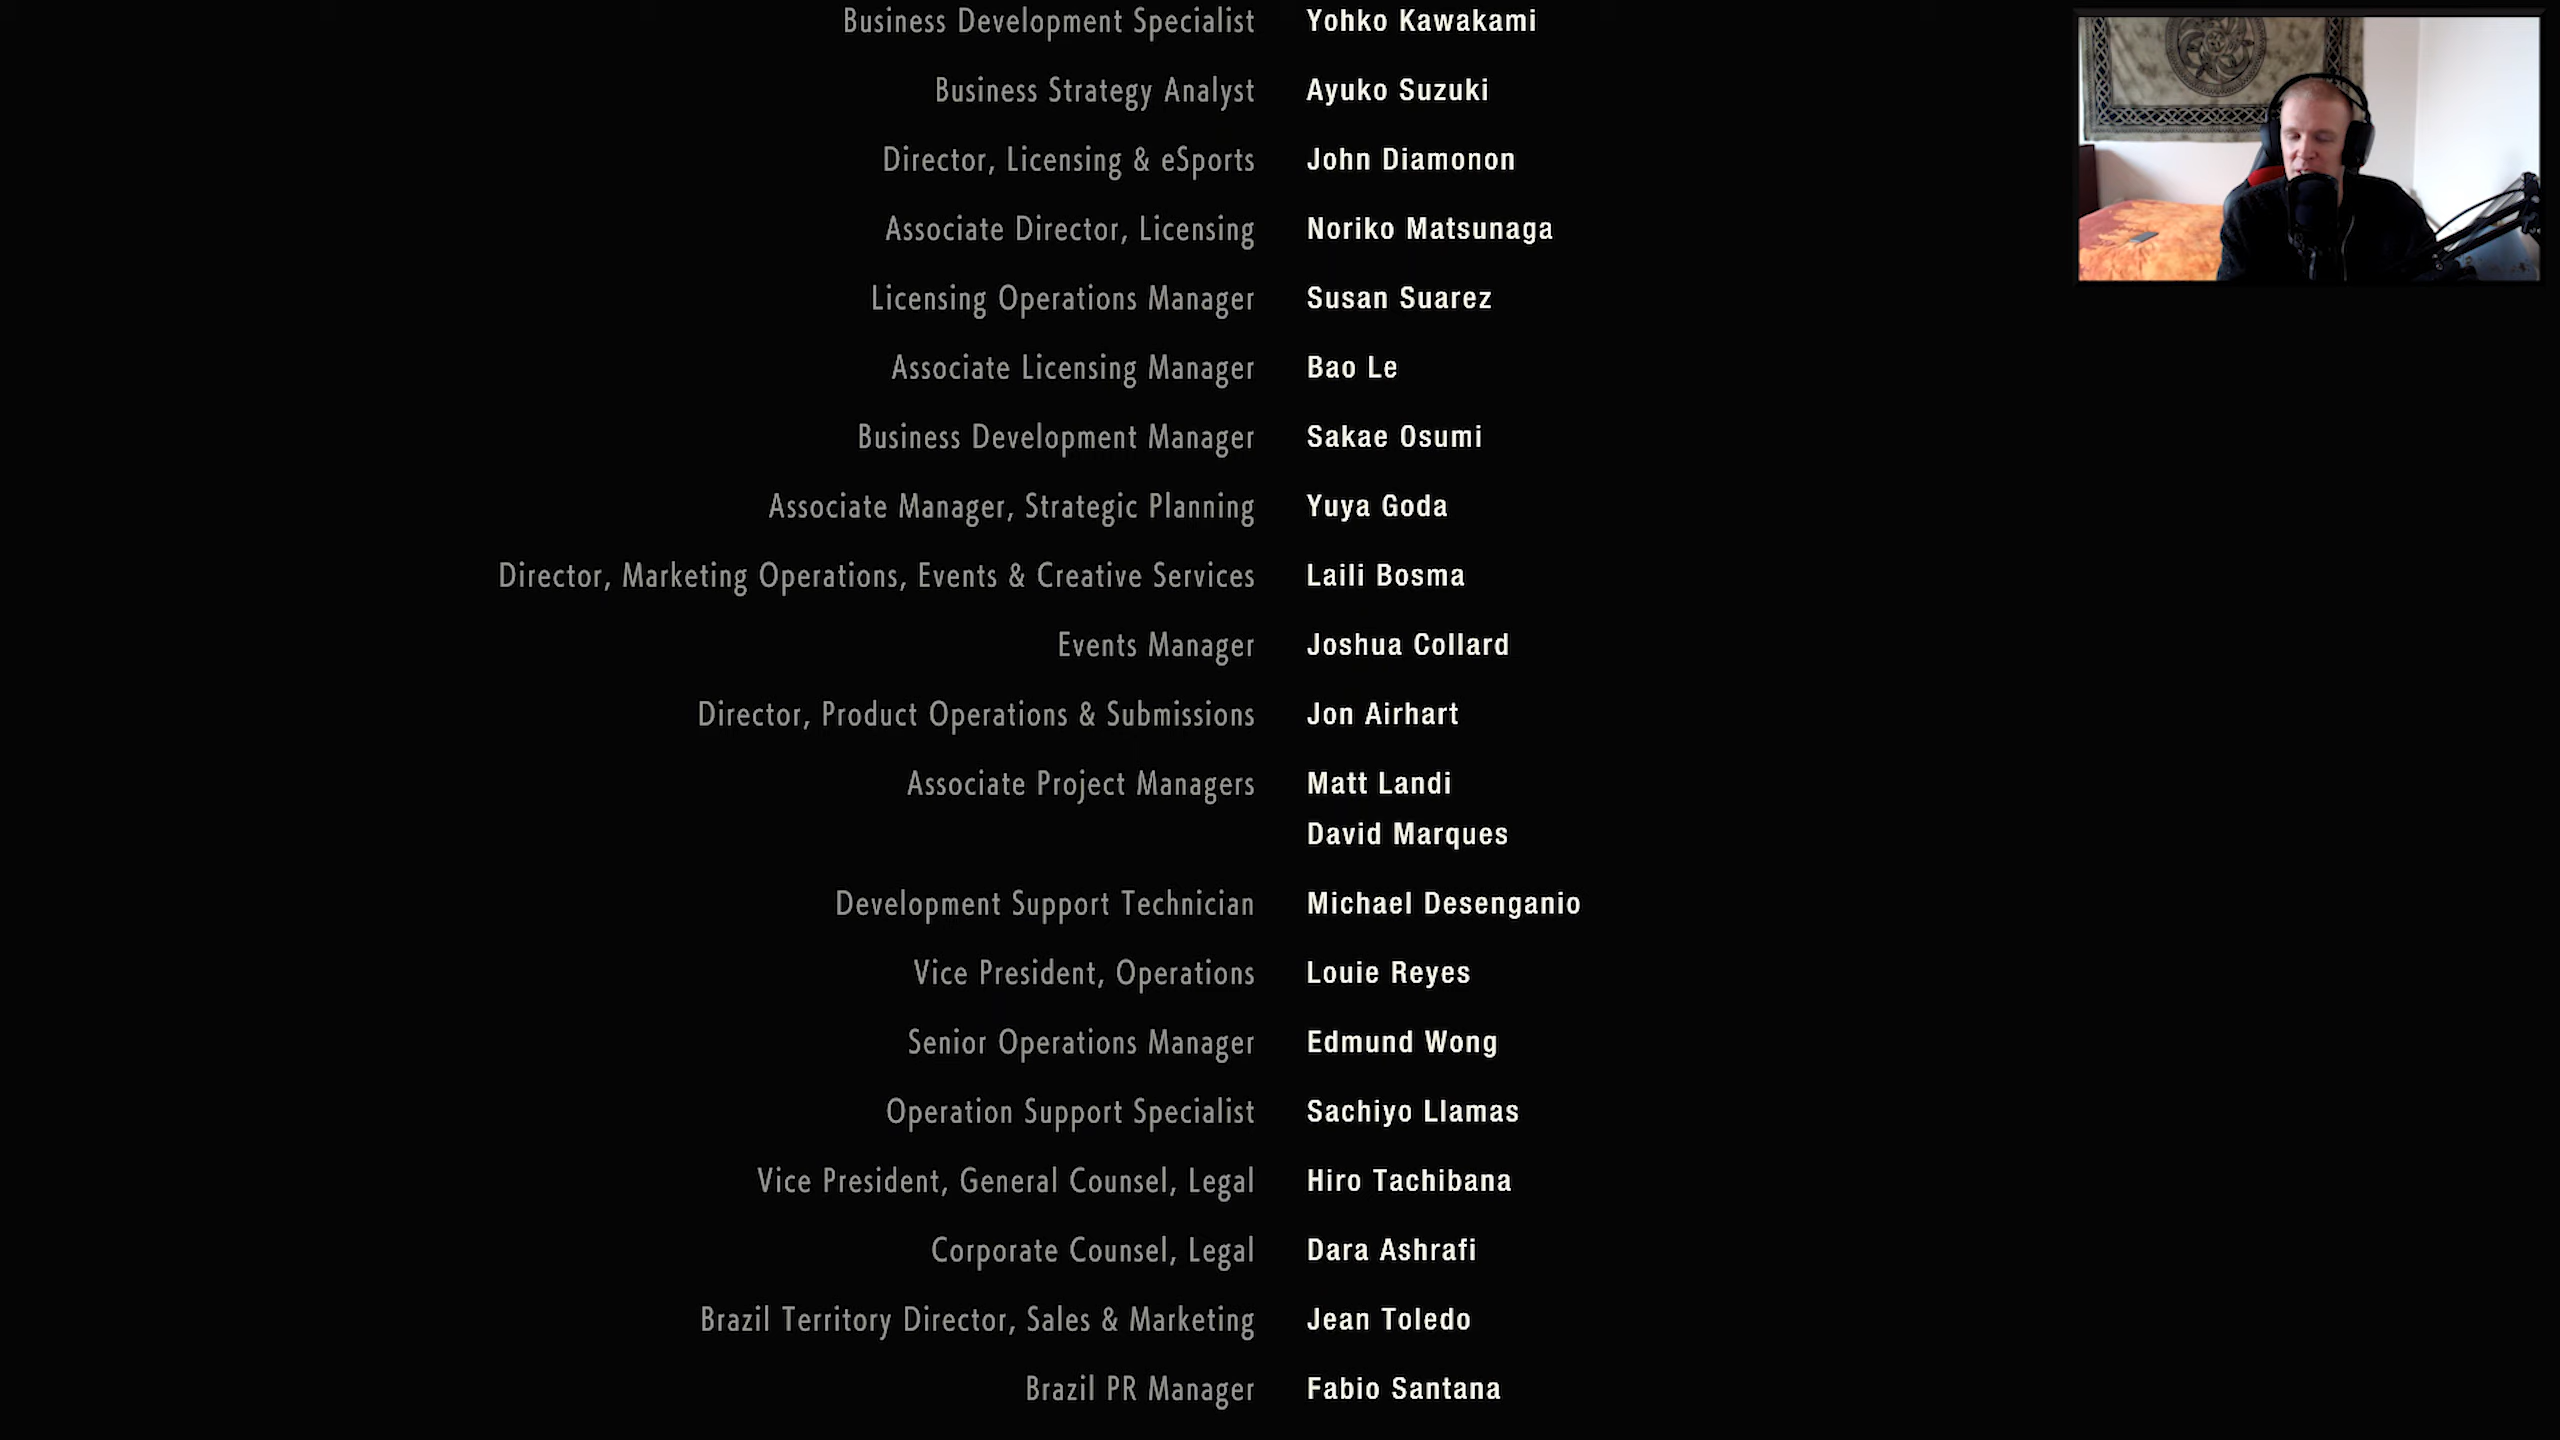 Business Development Specialist Yohko Kawakami
Business Strategy Analyst Ayuko Suzuki
Director, Licensing & eSports John Diamonon
Associate Director, Licensing Noriko Matsunaga
Licensing Operations Manager Susan Suarez
Associate Licensing Manager Bao Le
Business Development Manager Sakae Osumi
Associate Manager, Strategic Planning Yuya Goda
Director, Marketing Operations, Events & Creative Services Laili Bosma
Events Manager Joshua Collard
Director, Product Operations & Submissions Jon Airhart
Associate Project Managers Matt Landi
David Marques
Development Support Technician Michael Desenganio
Vice President, Operations Louie Reyes
Senior Operations Manager Edmund Wong
Operation Support Specialist Sachiyo Llamas
Vice President, General Counsel, Legal Hiro Tachibana
Corporate Counsel, Legal Dara Ashrafi
Brazil Territory Director, Sales & Marketing Jean Toledo
Brazil PR Manager Fabio Santana